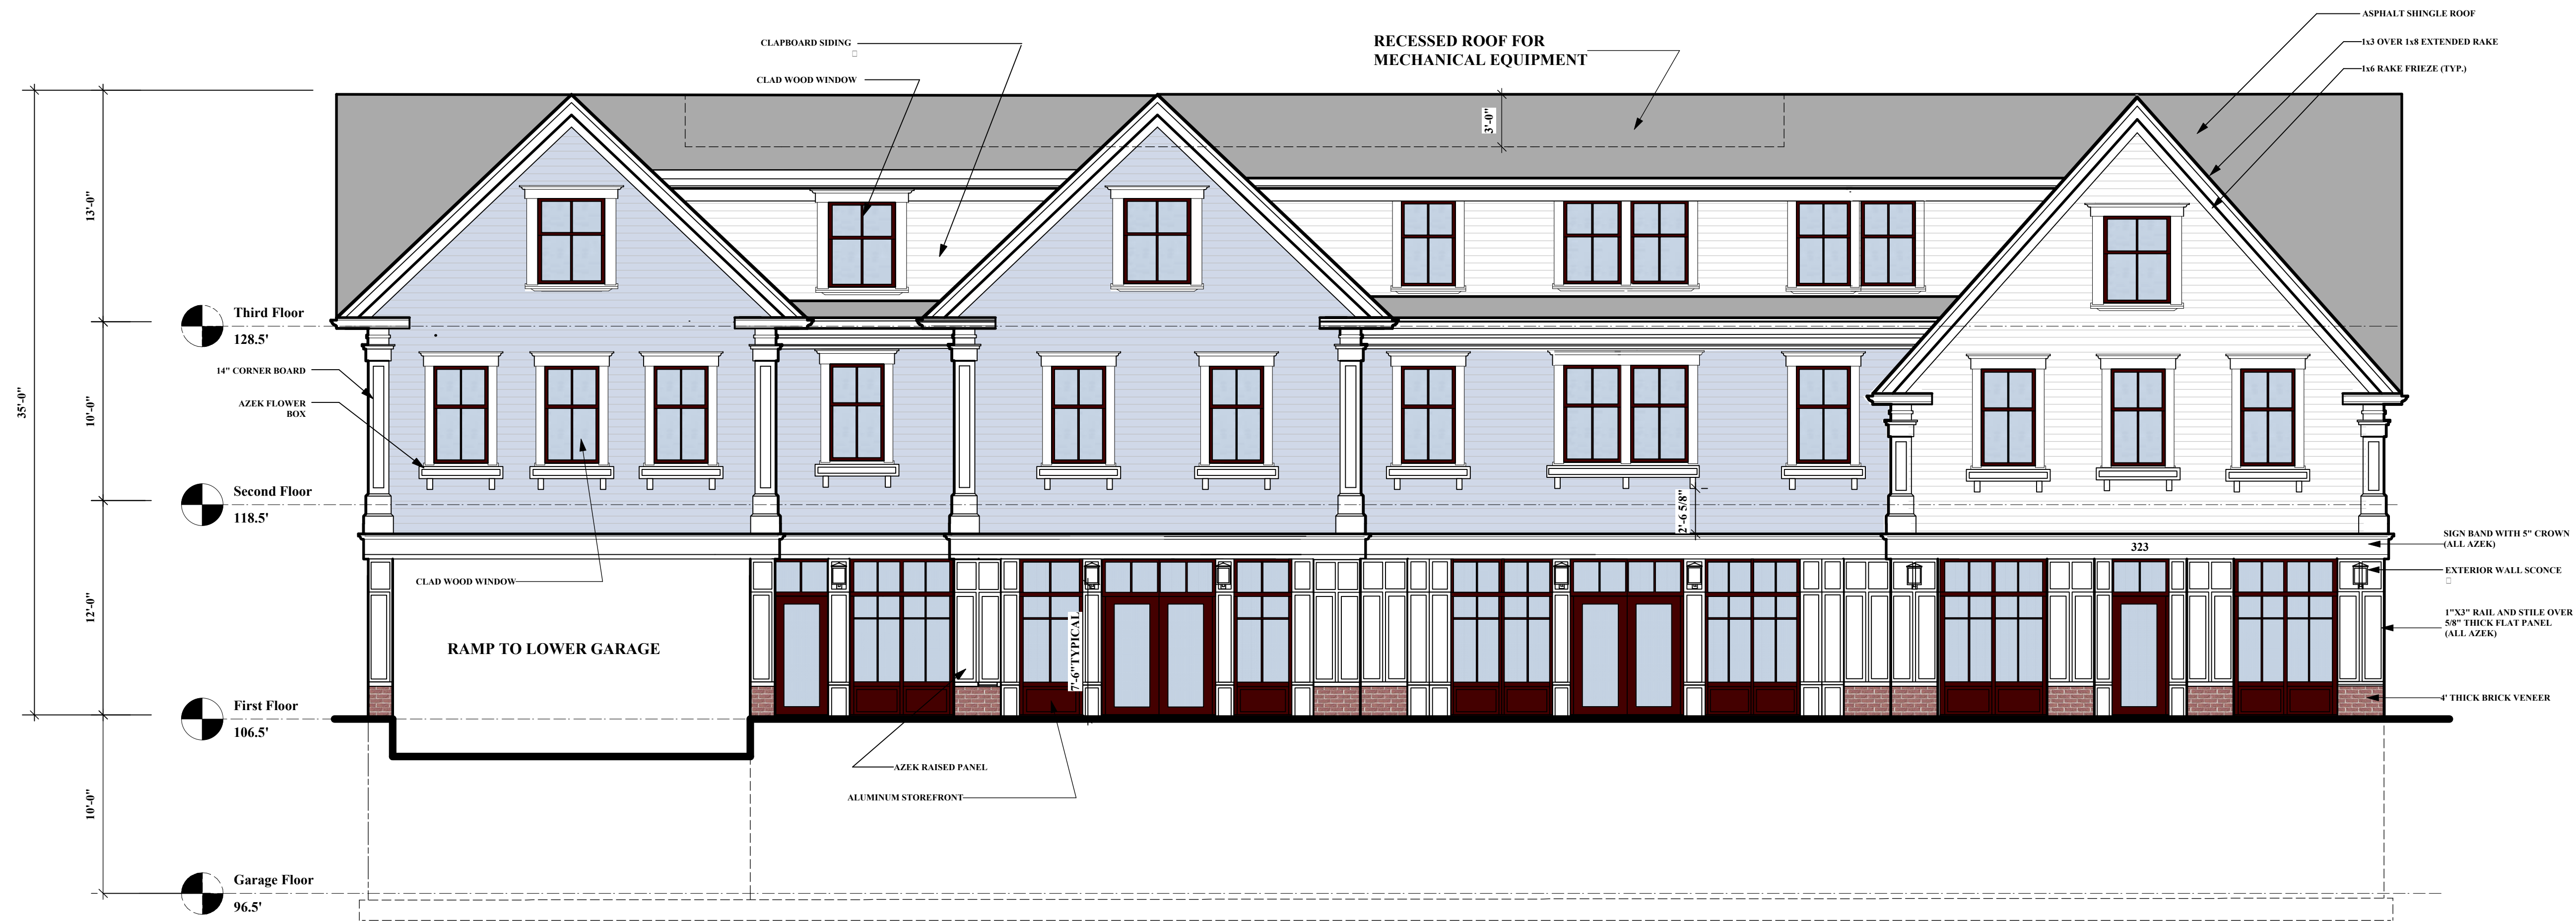 ASPHALT SHINGLE ROOF
1x3 OVER 1x8 EXTENDED RAKE
1x6 RAKE FRIEZE (TYP.)
RECESSED ROOF FOR
MECHANICAL EQUIPMENT
CLAPBOARD SIDING
CLAD WOOD WINDOW
3'-0"
13'-0"
35'-0"
Third Floor
128.5'
14" CORNER BOARD
AZEK FLOWER
BOX
10'-0"
Second Floor
118.5'
2'-6 5/8"
SIGN BAND WITH 5" CROWN
(ALL AZEK)
323
EXTERIOR WALL SCONCE
CLAD WOOD WINDOW
12'-0"
1"X3" RAIL AND STILE OVER
5/8" THICK FLAT PANEL
(ALL AZEK)
RAMP TO LOWER GARAGE
7'-6"TYPICAL
4' THICK BRICK VENEER
First Floor
106.5'
AZEK RAISED PANEL
ALUMINUM STOREFRONT
10'-0"
Garage Floor
96.5'